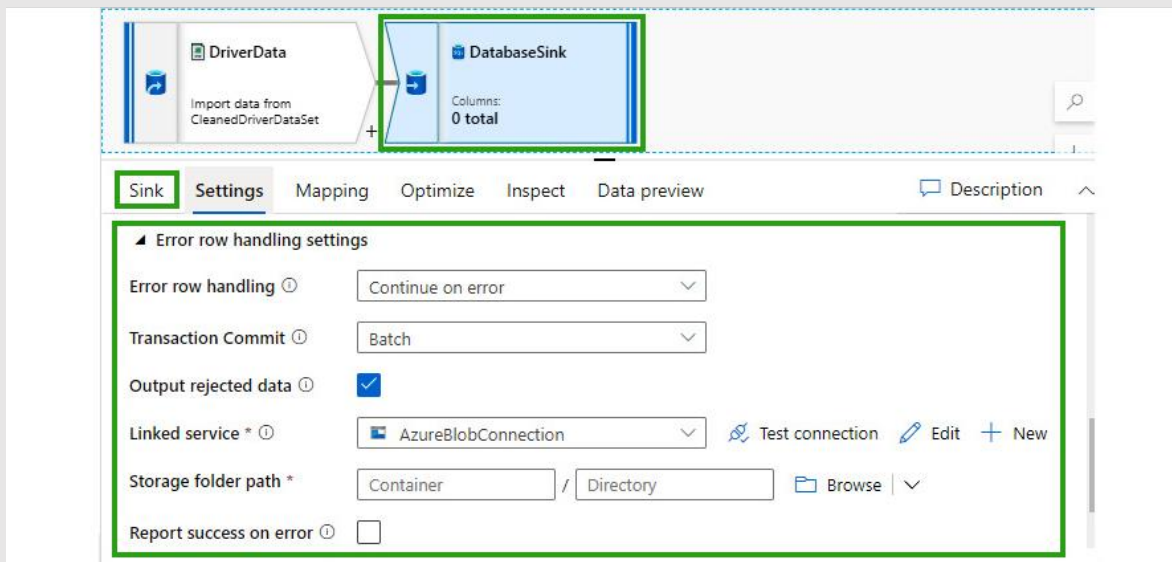 DriverData
Import data from
CleanedDriverDataSet
+
DatabaseSink
Columns:
0 total
Sink Settings Mapping Optimize Inspect Data preview Description
Error row handling settings
Error row handling Continue on error
Transaction Commit Batch
Output rejected data
Linked service * AzureBlobConnection Test connection Edit New
Storage folder path * Container / Directory Browse
Report success on error